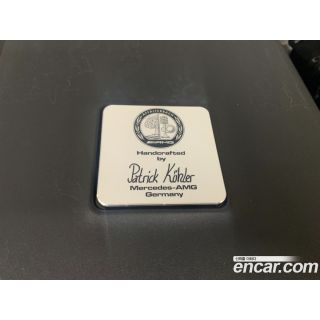 AMG
Handcrafted
by
Patrick Köhler
Mercedes-AMG
Germany
encar.com